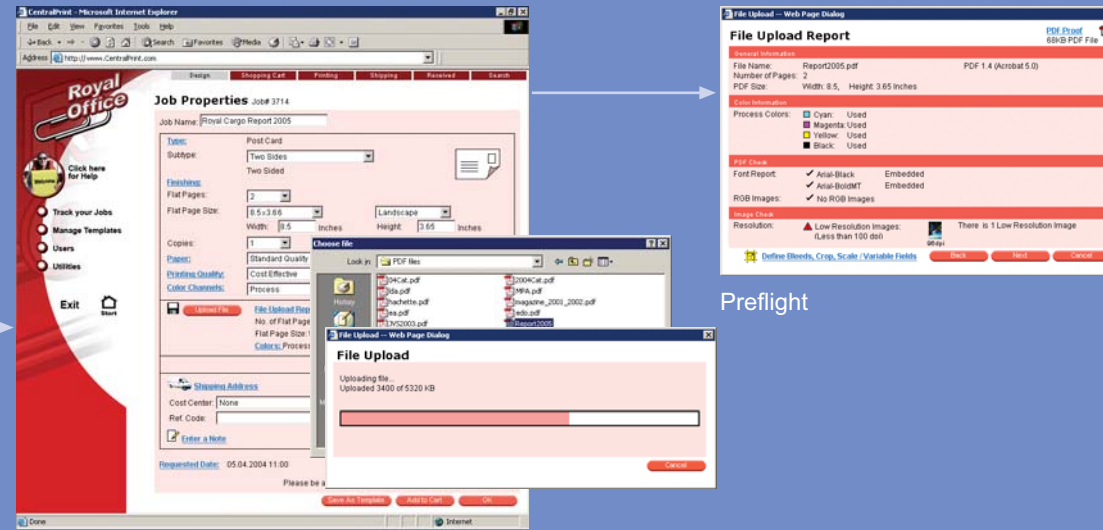 CentralPrint - Microsoft Internet Explorer
File Edit View Favorites Tools Help
Back Search Favorites Media
Address http://www.CentralPrint.com
Design Shopping Cart Printing Shipping Received Search
Royal Office
Click here for Help
Welcome
Track your Jobs
Manage Templates
Users
Utilities
Exit
Start
Job Properties Job# 3714
Job Name: Royal Cargo Report 2005
Type: Post Card
Subtype: Two Sides
Two Sided
Finishing:
Flat Pages: 2
Flat Page Size: 8.5x3.66 Landscape
Width: 8.5 Inches Height: 3.65 Inches
Copies: 1
Paper: Standard Quality
Printing Quality: Cost Effective
Color Channels: Process
Upload File File Upload Rep
No. of Flat Page
Flat Page Size:
Colors: Proces
Shipping Address
Cost Center: None
Ref. Code:
Enter a Note
Requested Date: 05.04.2004 11:00
Please be a
Save As Template Add to Cart OK
Done Internet
Choose file
Look in: PDF files
History
04Cat.pdf 2004Cat.pdf
Ida.pdf MPA.pdf
hachette.pdf magazine_2001_2002.pdf
ea.pdf edo.pdf
IVS2003.pdf Report2005
File Upload -- Web Page Dialog
File Upload
Uploading file...
Uploaded 3400 of 5320 KB
Cancel
File Upload -- Web Page Dialog
File Upload Report
PDF Proof
68KB PDF File
General Information
File Name: Report2005.pdf PDF 1.4 (Acrobat 5.0)
Number of Pages: 2
PDF Size: Width: 8.5, Height: 3.65 Inches
Color Information
Process Colors: Cyan: Used
Magenta: Used
Yellow: Used
Black: Used
PDF Check
Font Report: Arial-Black Embedded
Arial-BoldMT Embedded
RGB Images: No RGB Images
Image Check
Resolution: Low Resolution Images: There is 1 Low Resolution Image
(Less than 100 dpi)
96dpi
Define Bleeds, Crop, Scale / Variable Fields Back Next Cancel
Preflight